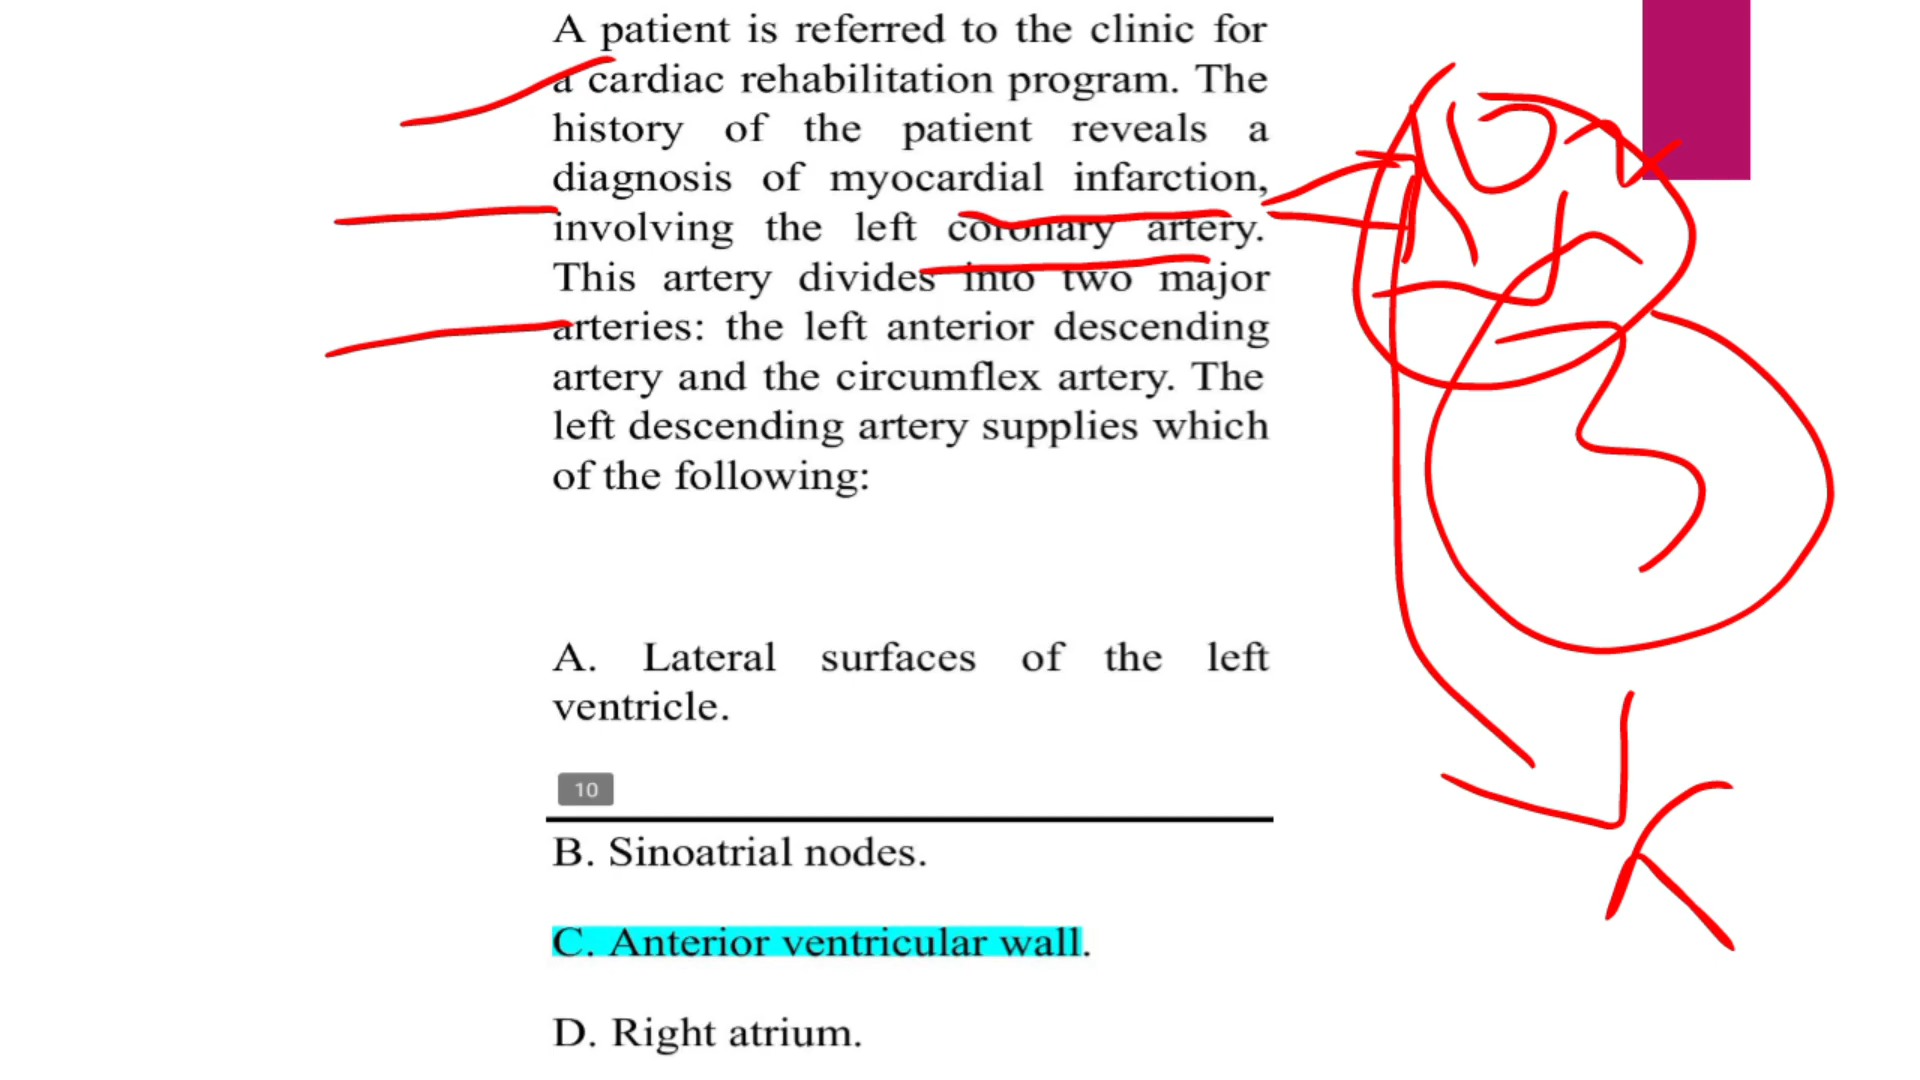 A patient is referred to the clinic for
a cardiac rehabilitation program. The
history of the patient reveals a
diagnosis of myocardial infarction,
involving the left coronary artery.
This artery divides into two major
arteries: the left anterior descending
artery and the circumflex artery. The
left descending artery supplies which
of the following:
A. Lateral surfaces of the left
ventricle.
10
B. Sinoatrial nodes.
C. Anterior ventricular wall.
D. Right atrium.